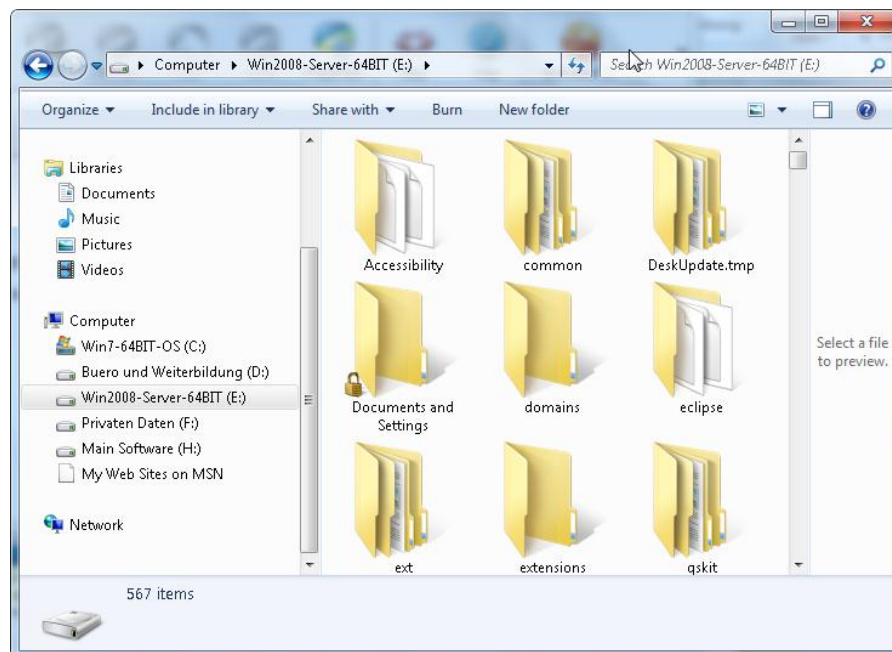 Computer ▸ Win2008-Server-64BIT (E:) ▸
Search Win2008-Server-64BIT (E:)
Organize Include in library Share with Burn New folder
Libraries
Documents
Music
Pictures
Videos
Computer
Win7-64BIT-OS (C:)
Buero und Weiterbildung (D:)
Win2008-Server-64BIT (E:)
Privaten Daten (F:)
Main Software (H:)
My Web Sites on MSN
Network
Accessibility
common
DeskUpdate.tmp
Documents and
Settings
domains
eclipse
ext
extensions
qskit
Select a file
to preview.
567 items